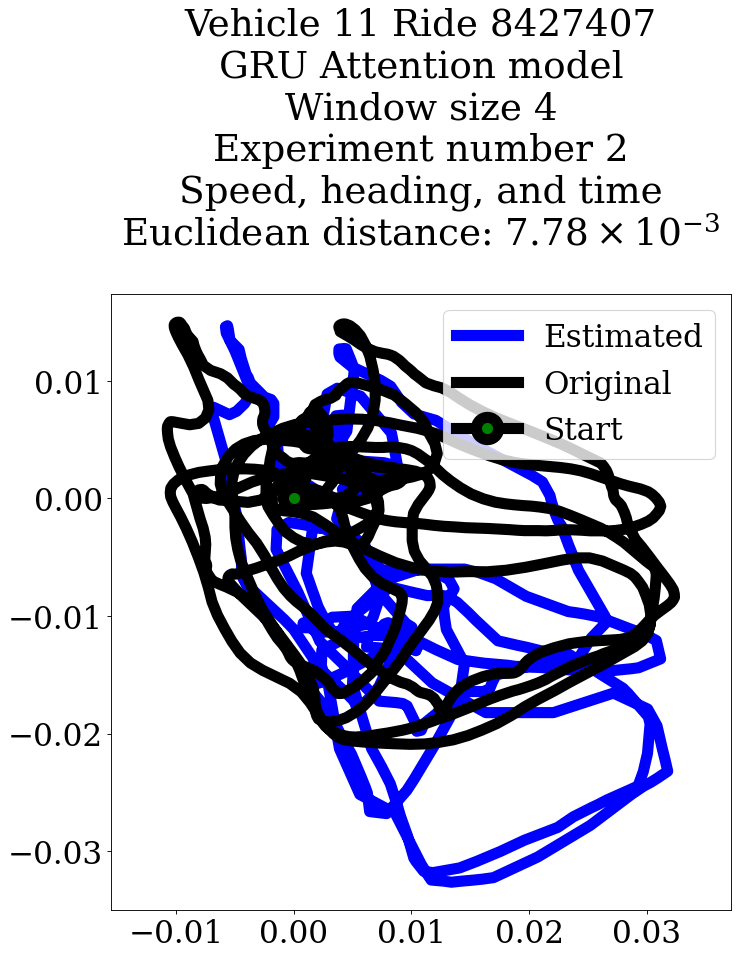 Vehicle 11 Ride 8427407
GRU Attention model
Window size 4
Experiment number 2
Speed, heading, and time
Euclidean distance: 7.78 × 10⁻³
Estimated
Original
Start
0.01
0.00
−0.01
−0.02
−0.03
−0.01 0.00 0.01 0.02 0.03